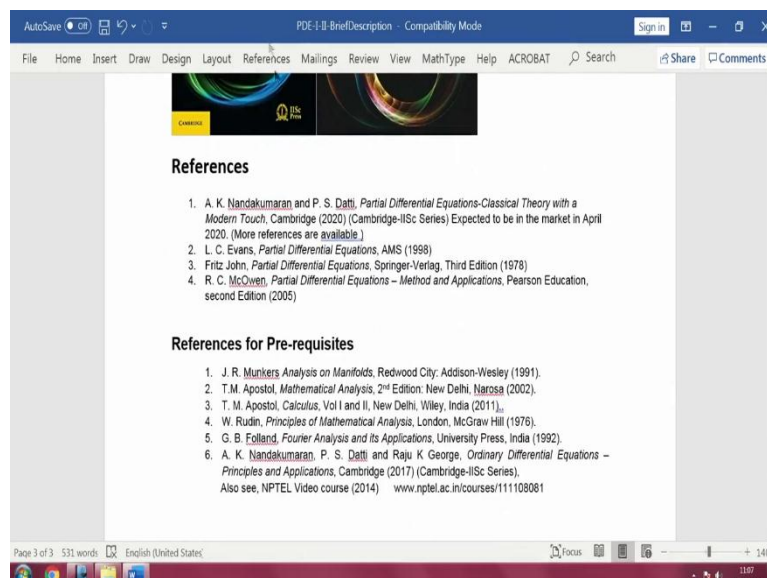 AutoSave Off PDE-I-II-BriefDescription - Compatibility Mode Sign in
File Home Insert Draw Design Layout References Mailings Review View MathType Help ACROBAT Search Share Comments
CAMBRIDGE IISc Press
References
1. A. K. Nandakumaran and P. S. Datti, Partial Differential Equations-Classical Theory with a
Modern Touch, Cambridge (2020) (Cambridge-IISc Series) Expected to be in the market in April
2020. (More references are available )
2. L. C. Evans, Partial Differential Equations, AMS (1998)
3. Fritz John, Partial Differential Equations, Springer-Verlag, Third Edition (1978)
4. R. C. McOwen, Partial Differential Equations – Method and Applications, Pearson Education,
second Edition (2005)
References for Pre-requisites
1. J. R. Munkers Analysis on Manifolds, Redwood City: Addison-Wesley (1991).
2. T.M. Apostol, Mathematical Analysis, 2nd Edition: New Delhi, Narosa (2002).
3. T. M. Apostol, Calculus, Vol I and II, New Delhi, Wiley, India (2011)..
4. W. Rudin, Principles of Mathematical Analysis, London, McGraw Hill (1976).
5. G. B. Folland, Fourier Analysis and its Applications, University Press, India (1992).
6. A. K. Nandakumaran, P. S. Datti and Raju K George, Ordinary Differential Equations –
Principles and Applications, Cambridge (2017) (Cambridge-IISc Series).
Also see, NPTEL Video course (2014) www.nptel.ac.in/courses/111108081
Page 3 of 3 531 words English (United States) Focus
11:07